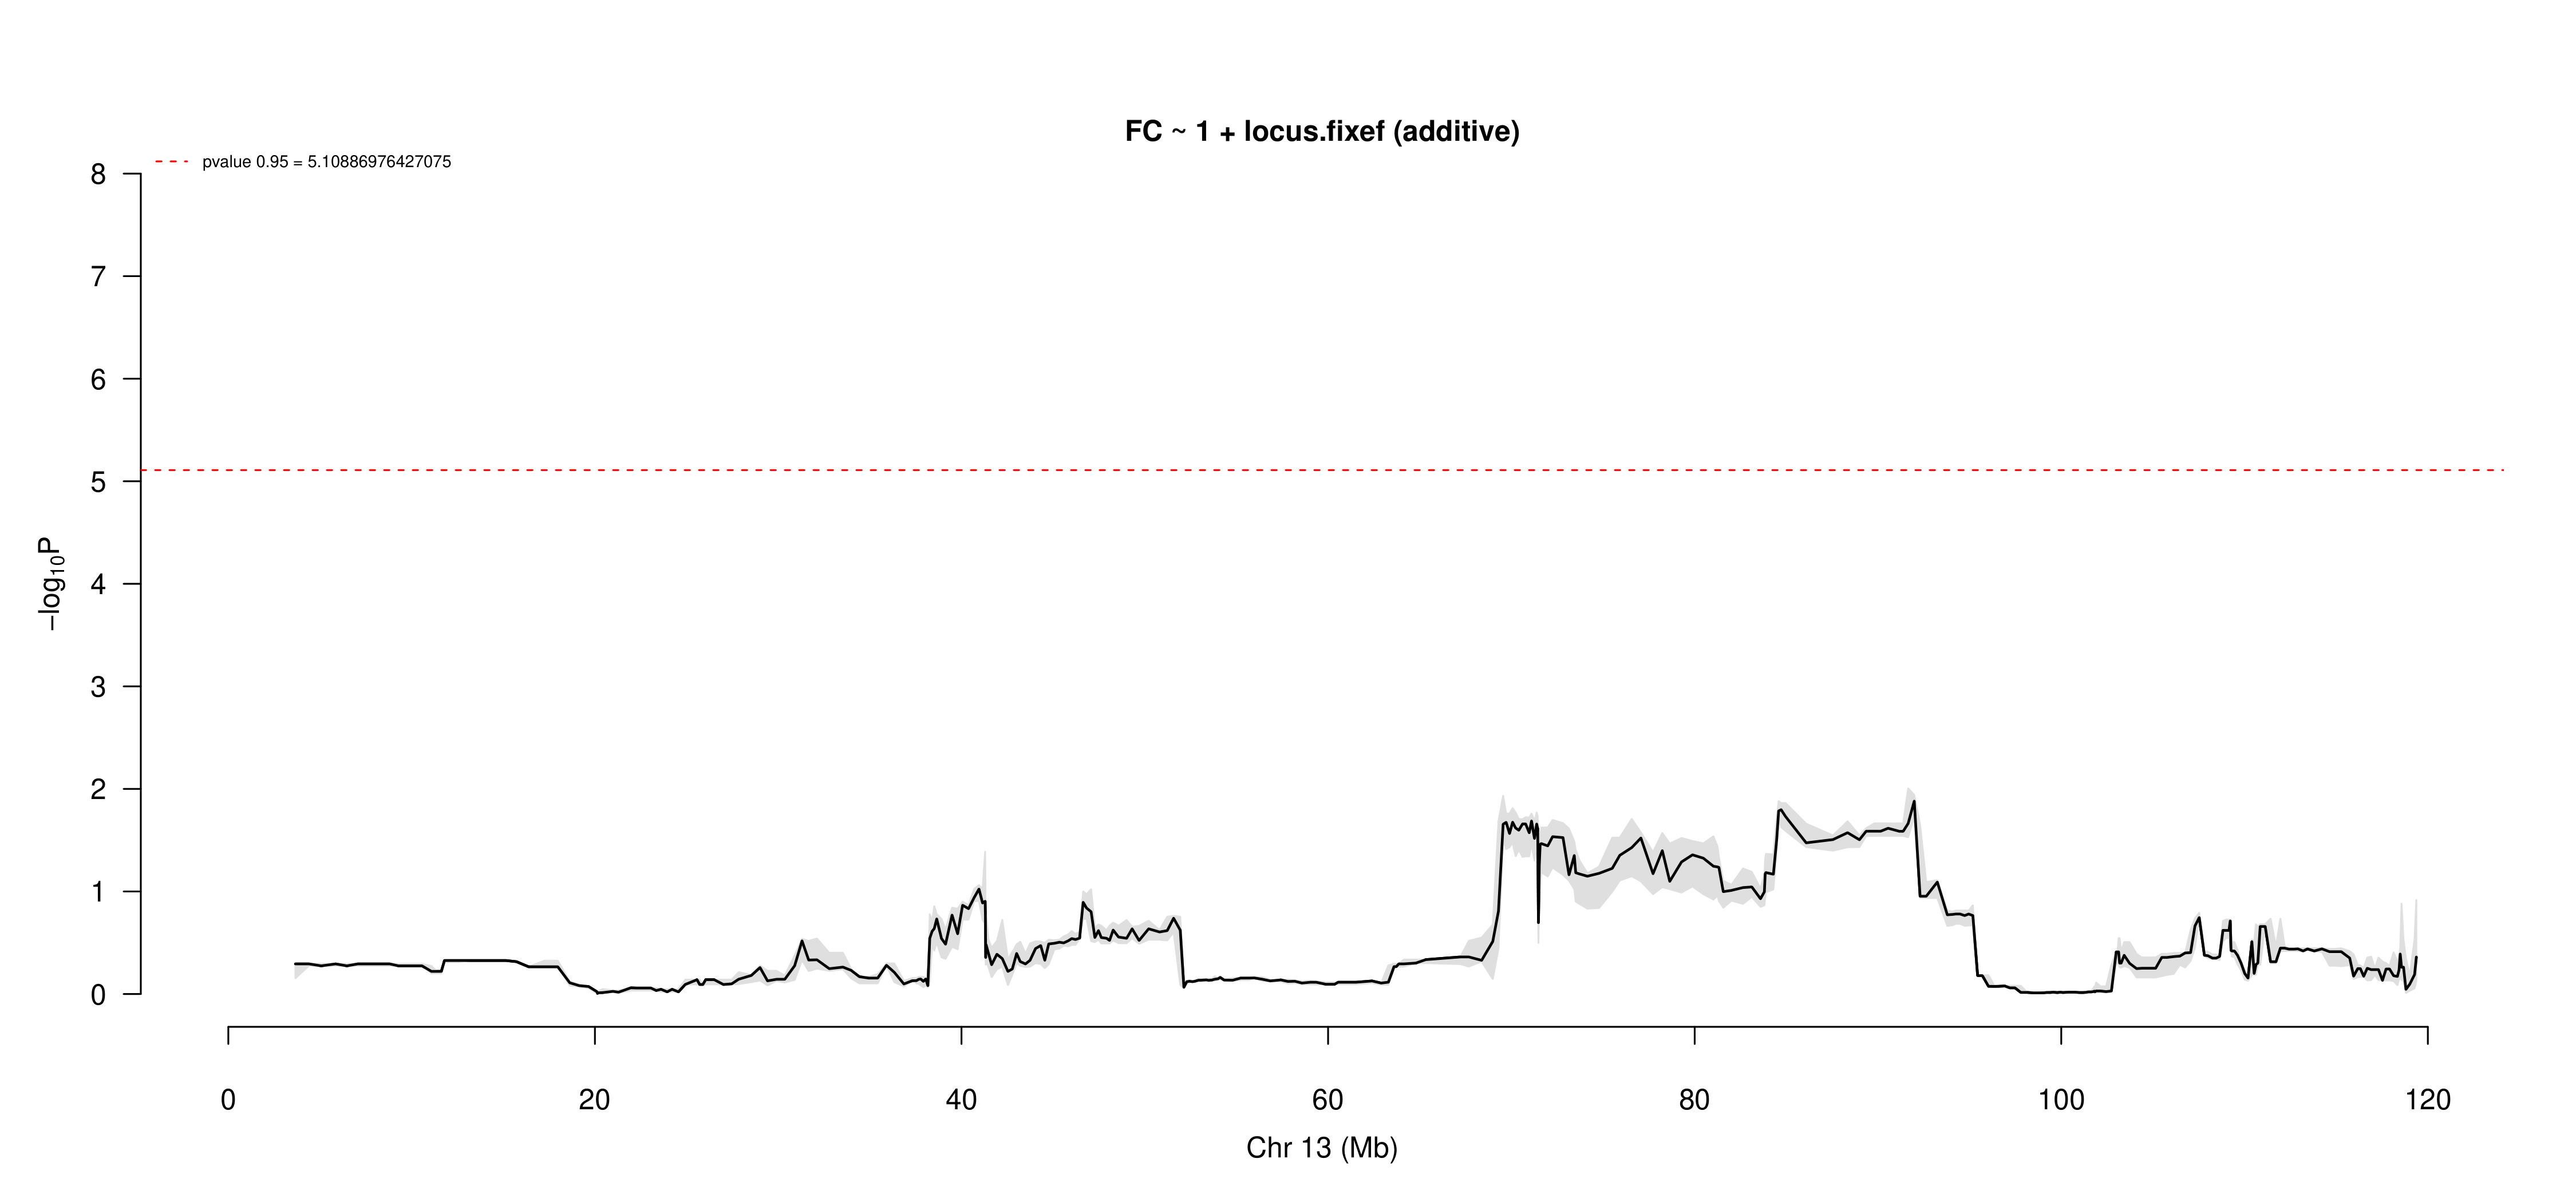 FC ~ 1 + locus.fixef (additive)
pvalue 0.95 = 5.10886976427075
8
7
6
5
4
3
2
1
0
−log10P
0 20 40 60 80 100 120
Chr 13 (Mb)